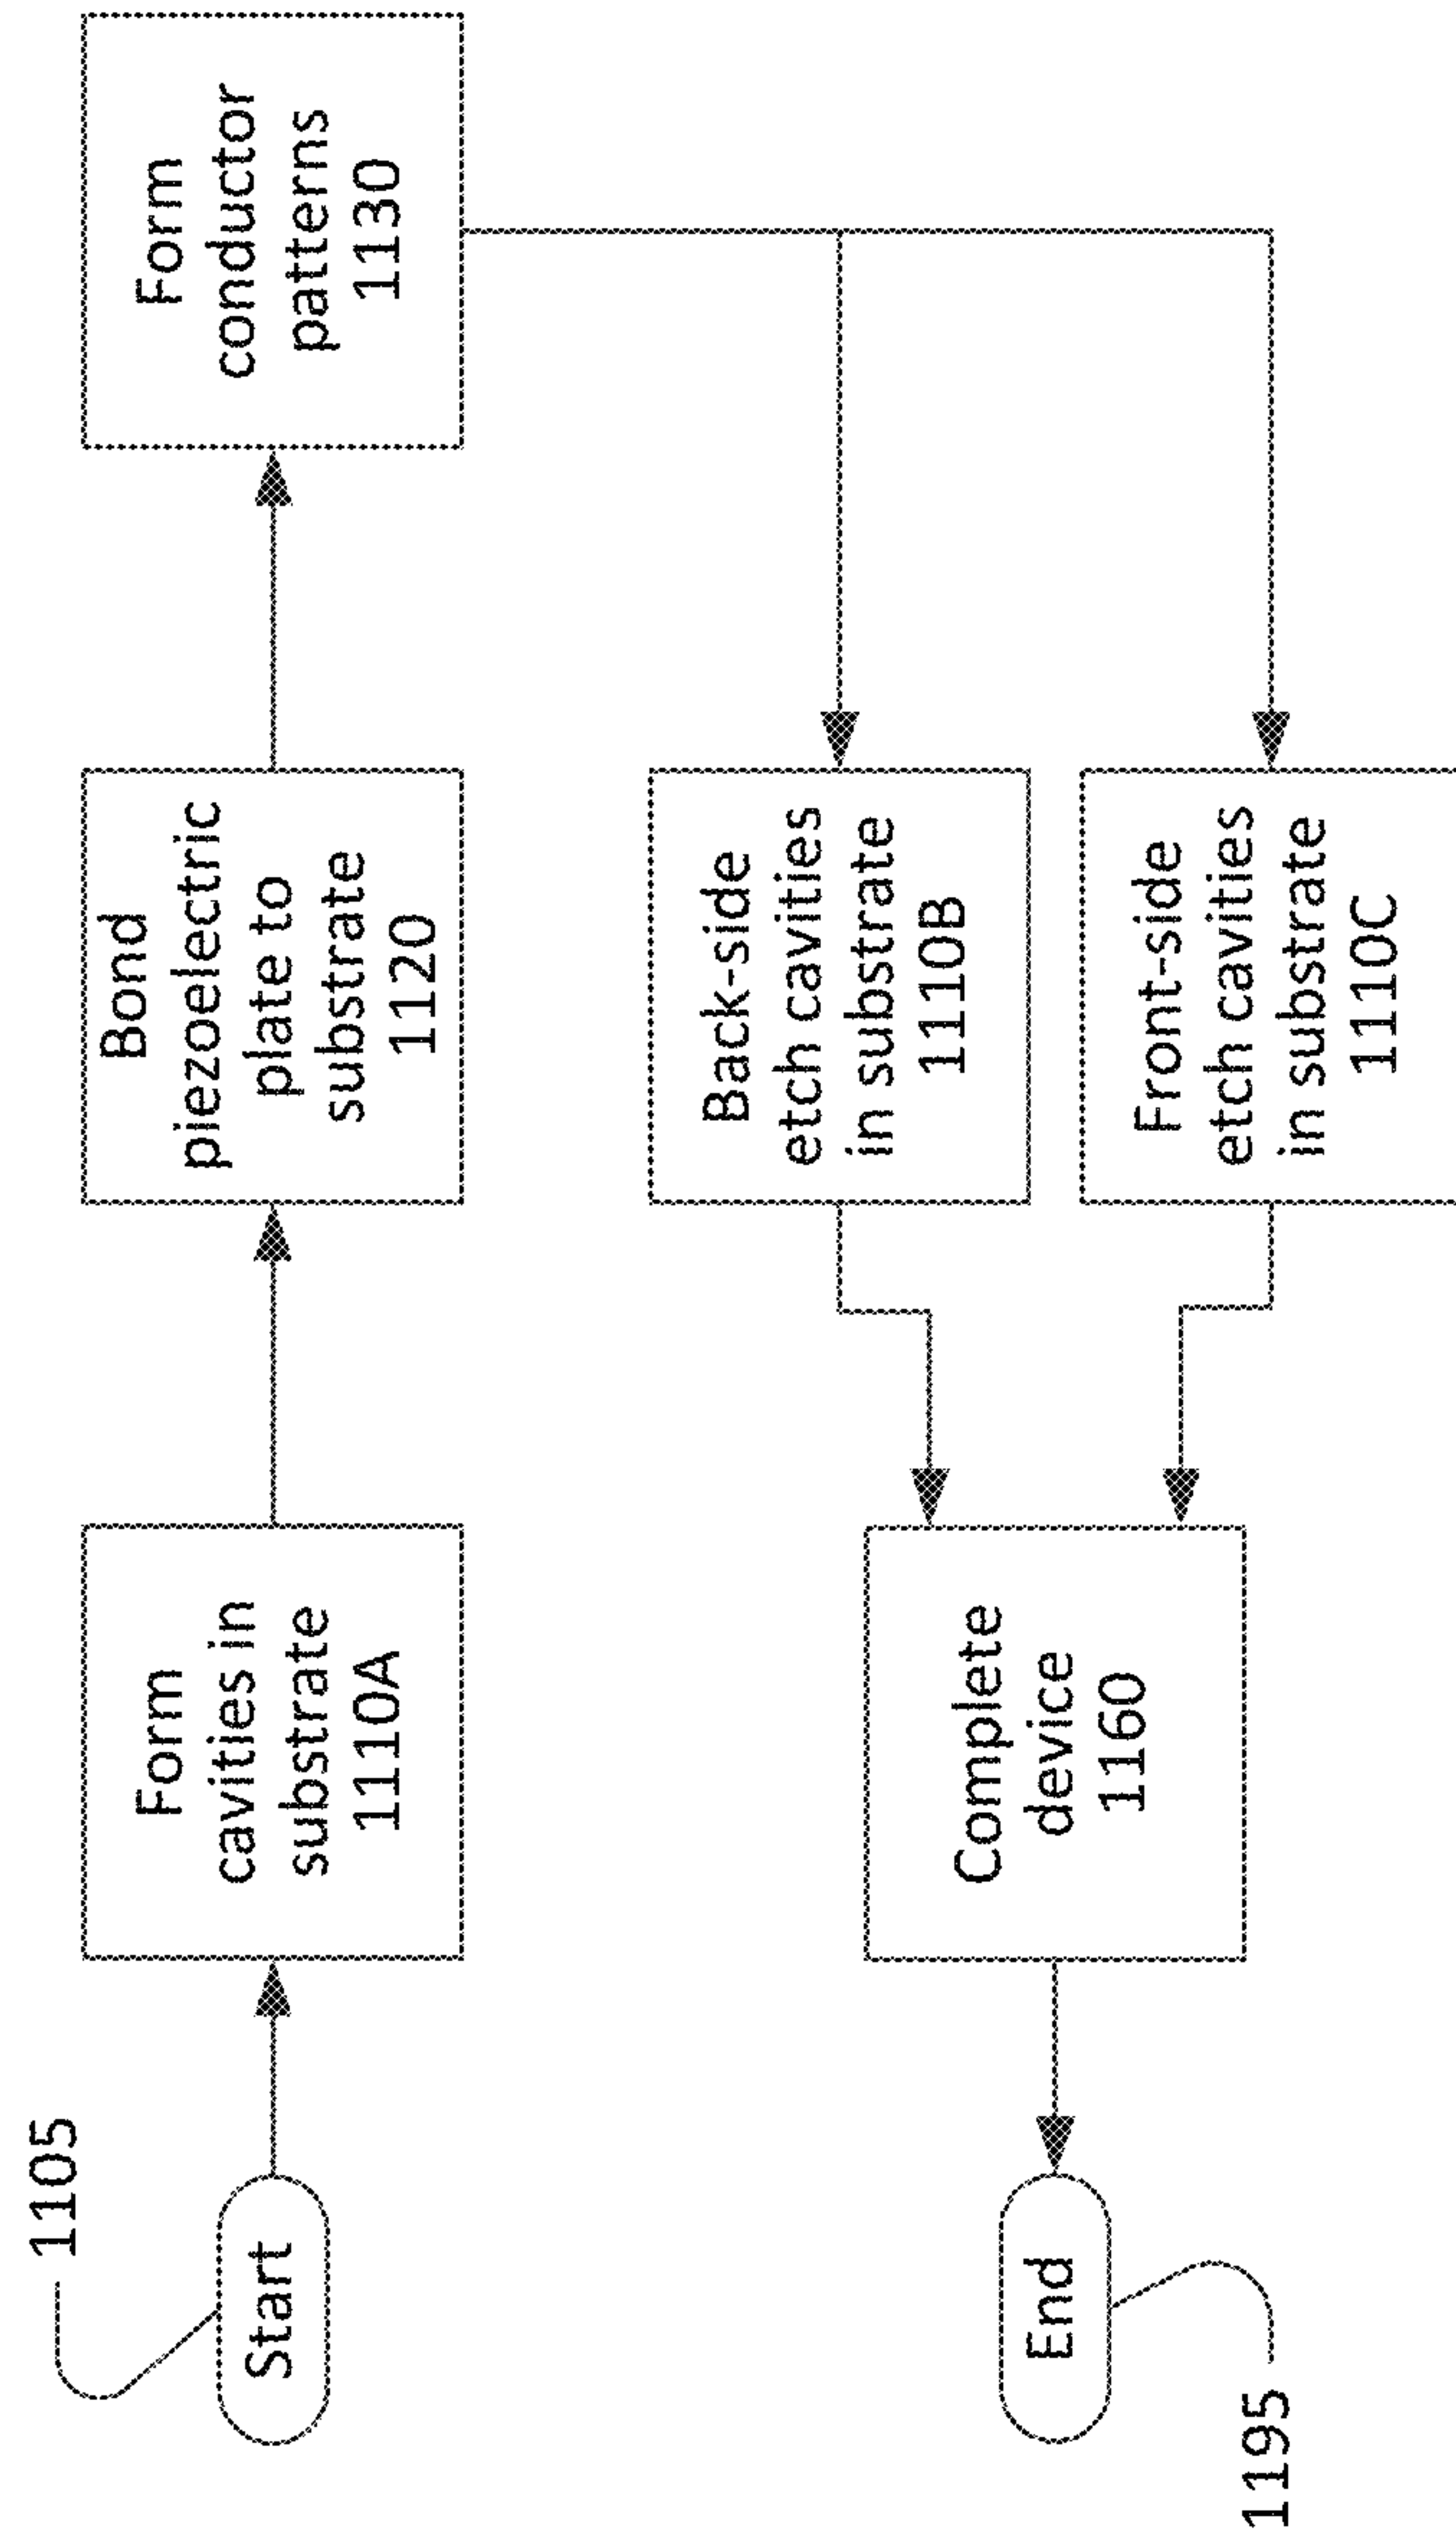 1105
Start
Form
cavities in
substrate
1110A
Bond
piezoelectric
plate to
substrate
1120
Form
conductor
patterns
1130
Back-side
etch cavities
in substrate
1110B
Front-side
etch cavities
in substrate
1110C
Complete
device
1160
End
1195